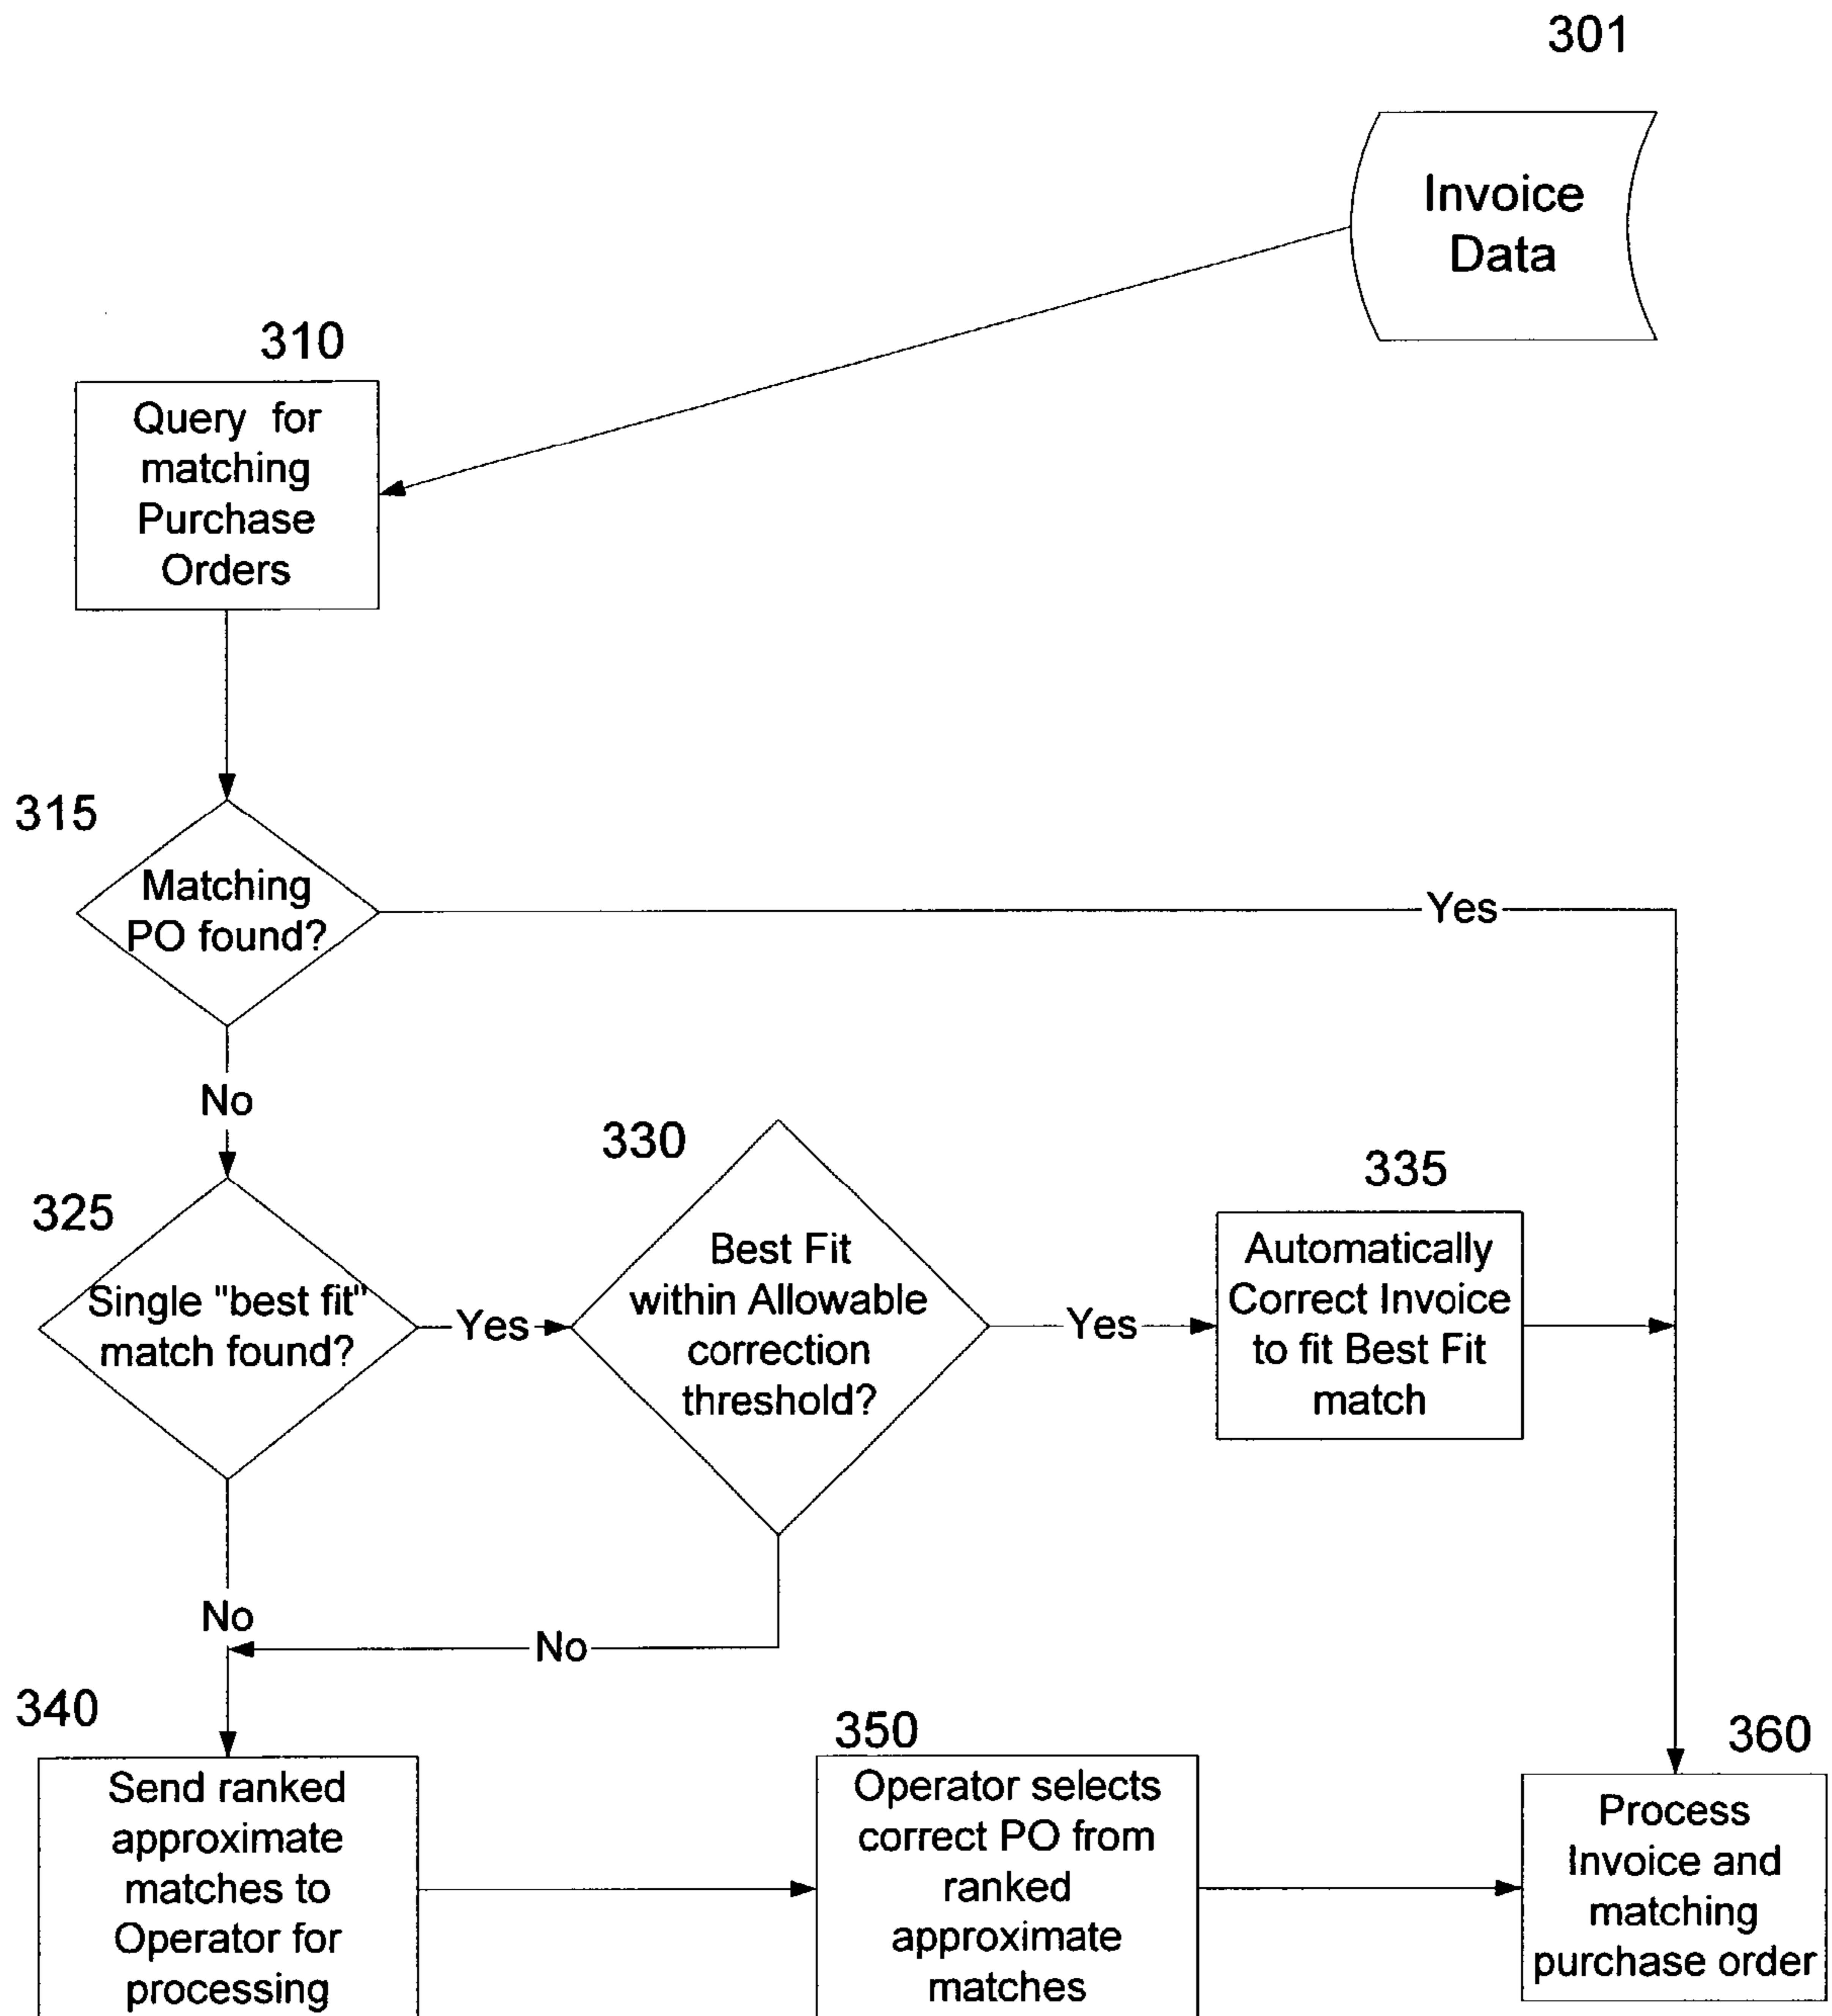 301
Invoice
Data
310
Query for
matching
Purchase
Orders
315
Matching
PO found?
Yes
No
325
Single "best fit"
match found?
Yes
330
Best Fit
within Allowable
correction
threshold?
Yes
335
Automatically
Correct Invoice
to fit Best Fit
match
No
No
340
Send ranked
approximate
matches to
Operator for
processing
350
Operator selects
correct PO from
ranked
approximate
matches
360
Process
Invoice and
matching
purchase order